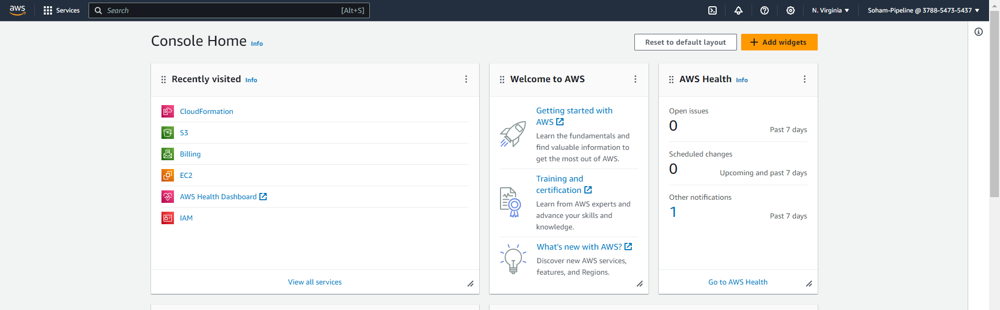 aws
Services
Search
[Alt+S]
N. Virginia
Soham-Pipeline @ 3788-5473-5437
Console Home Info
Reset to default layout
Add widgets
Recently visited Info
CloudFormation
S3
Billing
EC2
AWS Health Dashboard
IAM
View all services
Welcome to AWS
Getting started with
AWS
Learn the fundamentals and
find valuable information to
get the most out of AWS.
Training and
certification
Learn from AWS experts and
advance your skills and
knowledge.
What's new with AWS?
Discover new AWS services,
features, and Regions.
AWS Health Info
Open issues
0
Past 7 days
Scheduled changes
0
Upcoming and past 7 days
Other notifications
1
Past 7 days
Go to AWS Health